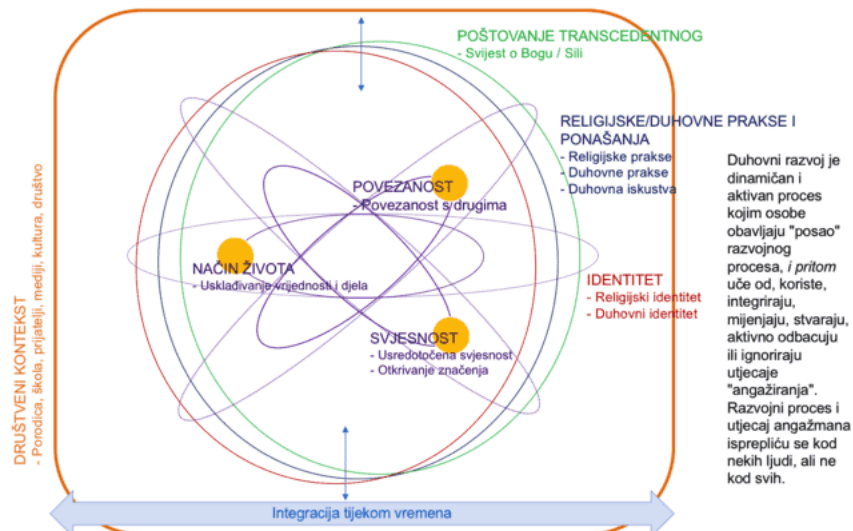 POŠTOVANJE TRANSCEDENTNOG
- Svijest o Bogu / Sili
RELIGIJSKE/DUHOVNE PRAKSE I
PONAŠANJA
- Religijske prakse
- Duhovne prakse
- Duhovna iskustva
POVEZANOST
- Povezanost s drugima
NAČIN ŽIVOTA
- Usklađivanje vrijednosti i djela
IDENTITET
- Religijski identitet
- Duhovni identitet
SVJESNOST
- Usredotočena svjesnost
- Otkrivanje značenja
DRUŠTVENI KONTEKST
- Porodica, škola, prijatelji, mediji, kultura, društvo
Duhovni razvoj je
dinamičan i
aktivan proces
kojim osobe
obavljaju "posao"
razvojnog
procesa, i pritom
uče od, koriste,
integriraju,
mijenjaju, stvaraju,
aktivno odbacuju
ili ignoriraju
utjecaje
"angažiranja".
Razvojni proces i
utjecaj angažmana
isprepliću se kod
nekih ljudi, ali ne
kod svih.
Integracija tijekom vremena